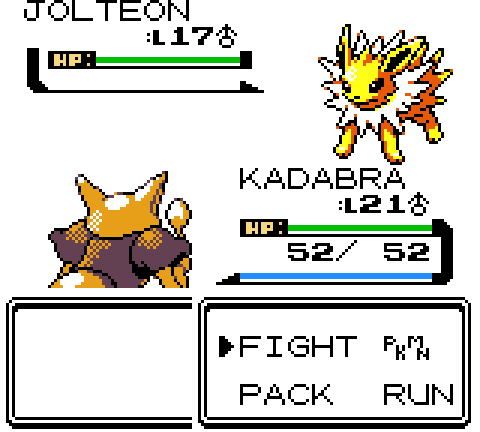 JOLTEON
:L17♂
HP:
KADABRA
:L21♂
HP:
52/ 52
▶FIGHT PKMN
PACK RUN